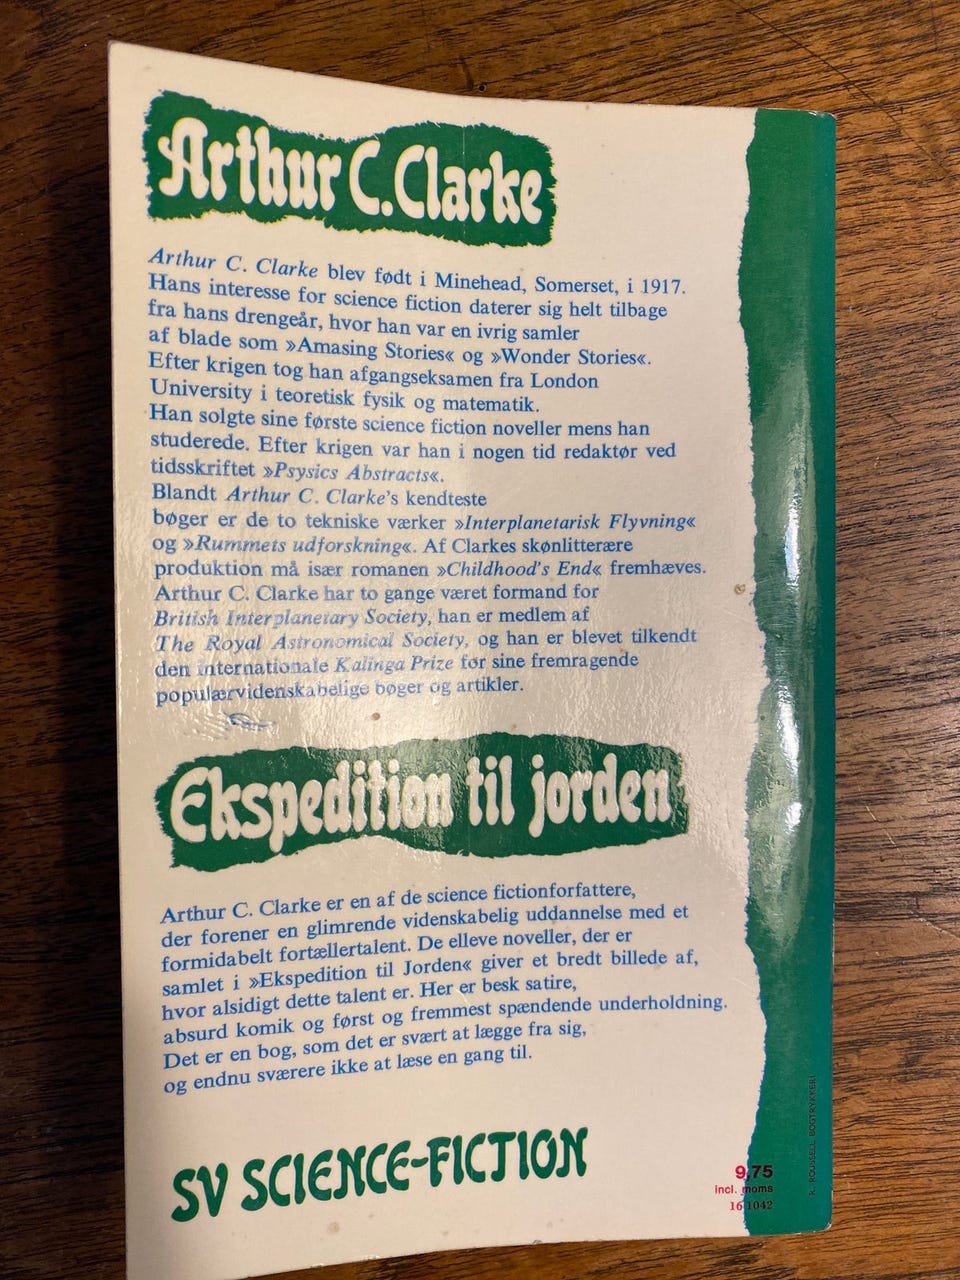 Arthur C. Clarke
Arthur C. Clarke blev født i Minehead, Somerset, i 1917.
Hans interesse for science fiction daterer sig helt tilbage
fra hans drengeår, hvor han var en ivrig samler
af blade som »Amasing Stories« og »Wonder Stories«.
Efter krigen tog han afgangseksamen fra London
University i teoretisk fysik og matematik.
Han solgte sine første science fiction noveller mens han
studerede. Efter krigen var han i nogen tid redaktør ved
tidsskriftet »Psysics Abstracts«.
Blandt Arthur C. Clarke's kendteste
bøger er de to tekniske værker »Interplanetarisk Flyvning«
og »Rummets udforskning«. Af Clarkes skønlitterære
produktion må især romanen »Childhood's End« fremhæves.
Arthur C. Clarke har to gange været formand for
British Interplanetary Society, han er medlem af
The Royal Astronomical Society, og han er blevet tilkendt
den internationale Kalinga Prize for sine fremragende
populærvidenskabelige bøger og artikler.
Ekspedition til jorden
Arthur C. Clarke er en af de science fictionforfattere,
der forener en glimrende videnskabelig uddannelse med et
formidabelt fortællertalent. De elleve noveller, der er
samlet i »Ekspedition til Jorden« giver et bredt billede af,
hvor alsidigt dette talent er. Her er besk satire,
absurd komik og først og fremmest spændende underholdning.
Det er en bog, som det er svært at lægge fra sig,
og endnu sværere ikke at læse en gang til.
SV SCIENCE-FICTION
9,75
incl. moms
16 1042
R. ROUSSELL BOGTRYKKERI